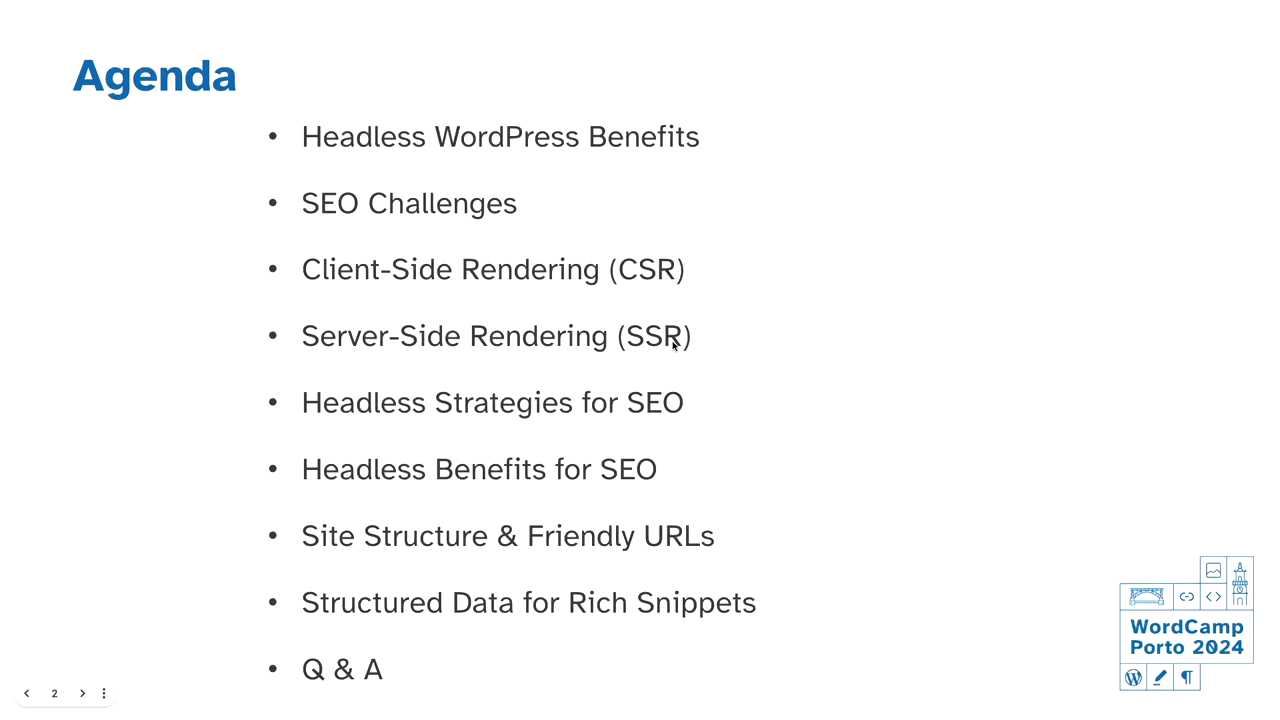 Agenda
• Headless WordPress Benefits
• SEO Challenges
• Client-Side Rendering (CSR)
• Server-Side Rendering (SSR)
• Headless Strategies for SEO
• Headless Benefits for SEO
• Site Structure & Friendly URLs
• Structured Data for Rich Snippets
• Q & A
WordCamp
Porto 2024
2